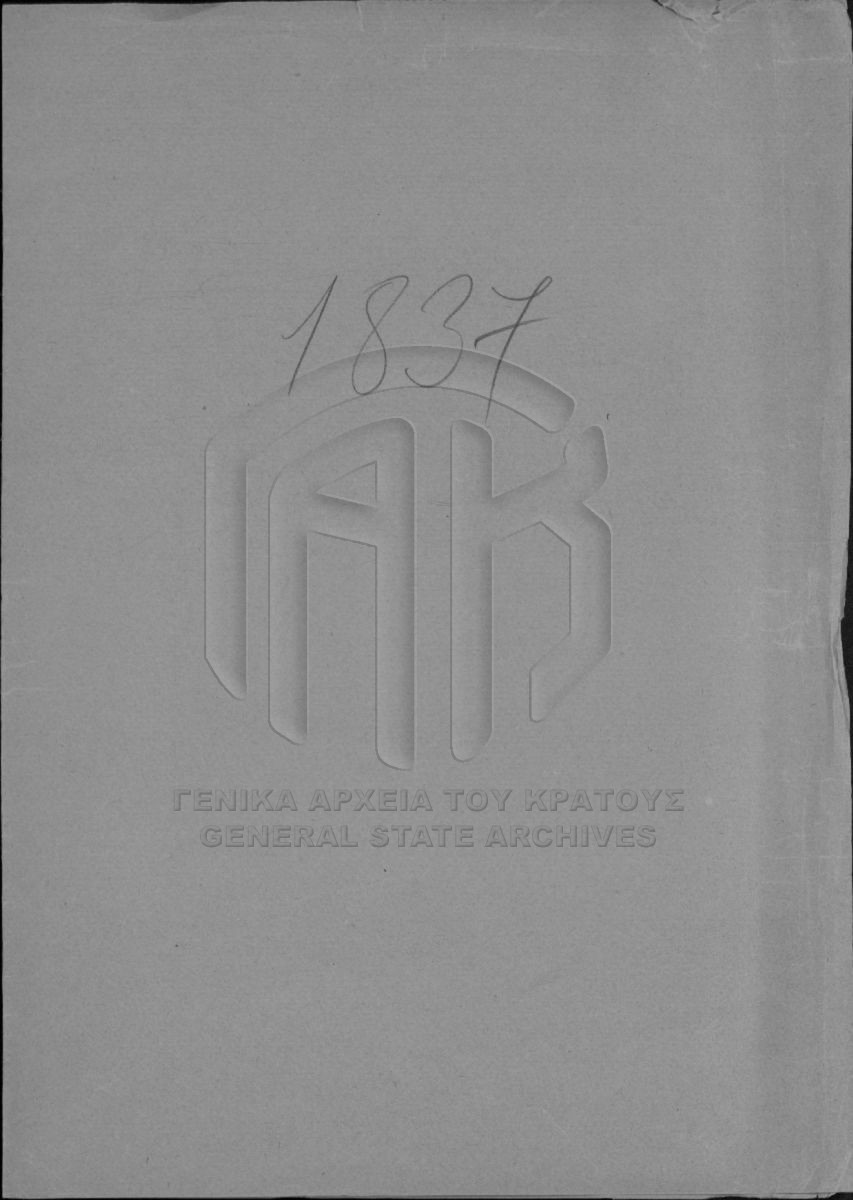 1837
ΓΑΚ
ΓΕΝΙΚΑ ΑΡΧΕΙΑ ΤΟΥ ΚΡΑΤΟΥΣ
GENERAL STATE ARCHIVES